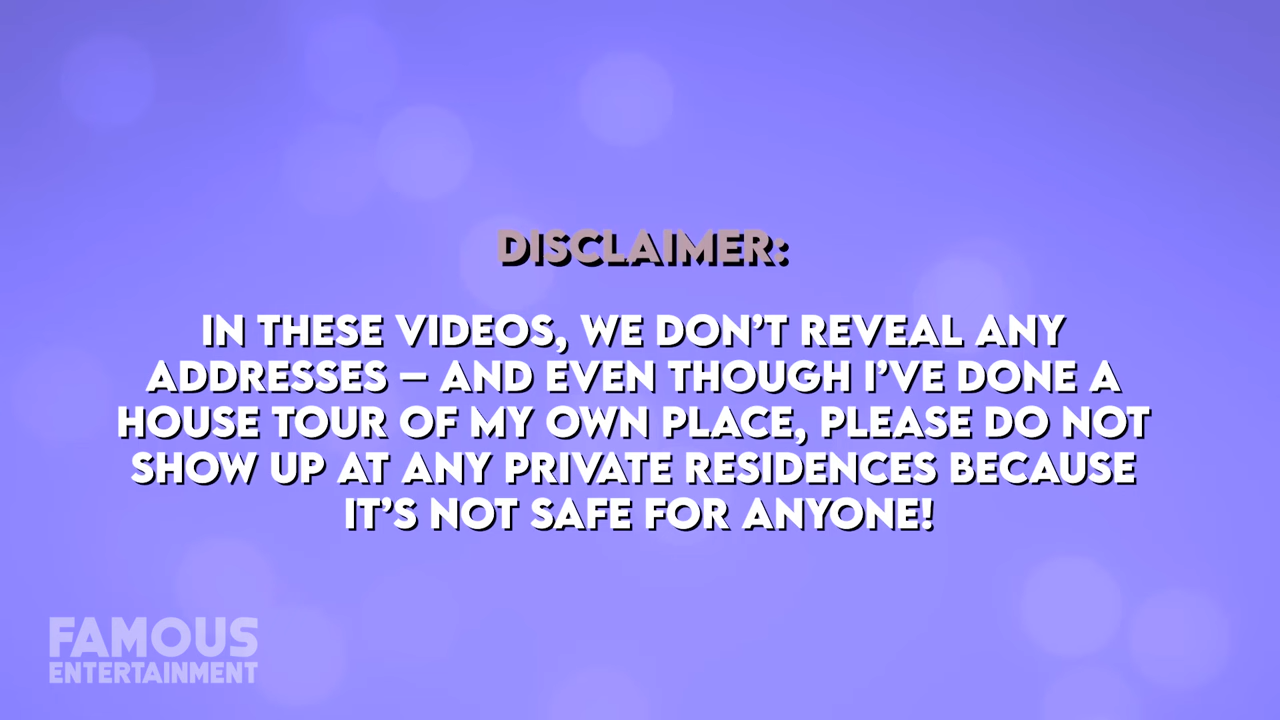 DISCLAIMER:
IN THESE VIDEOS, WE DON'T REVEAL ANY
ADDRESSES – AND EVEN THOUGH I'VE DONE A
HOUSE TOUR OF MY OWN PLACE, PLEASE DO NOT
SHOW UP AT ANY PRIVATE RESIDENCES BECAUSE
IT'S NOT SAFE FOR ANYONE!
FAMOUS
ENTERTAINMENT